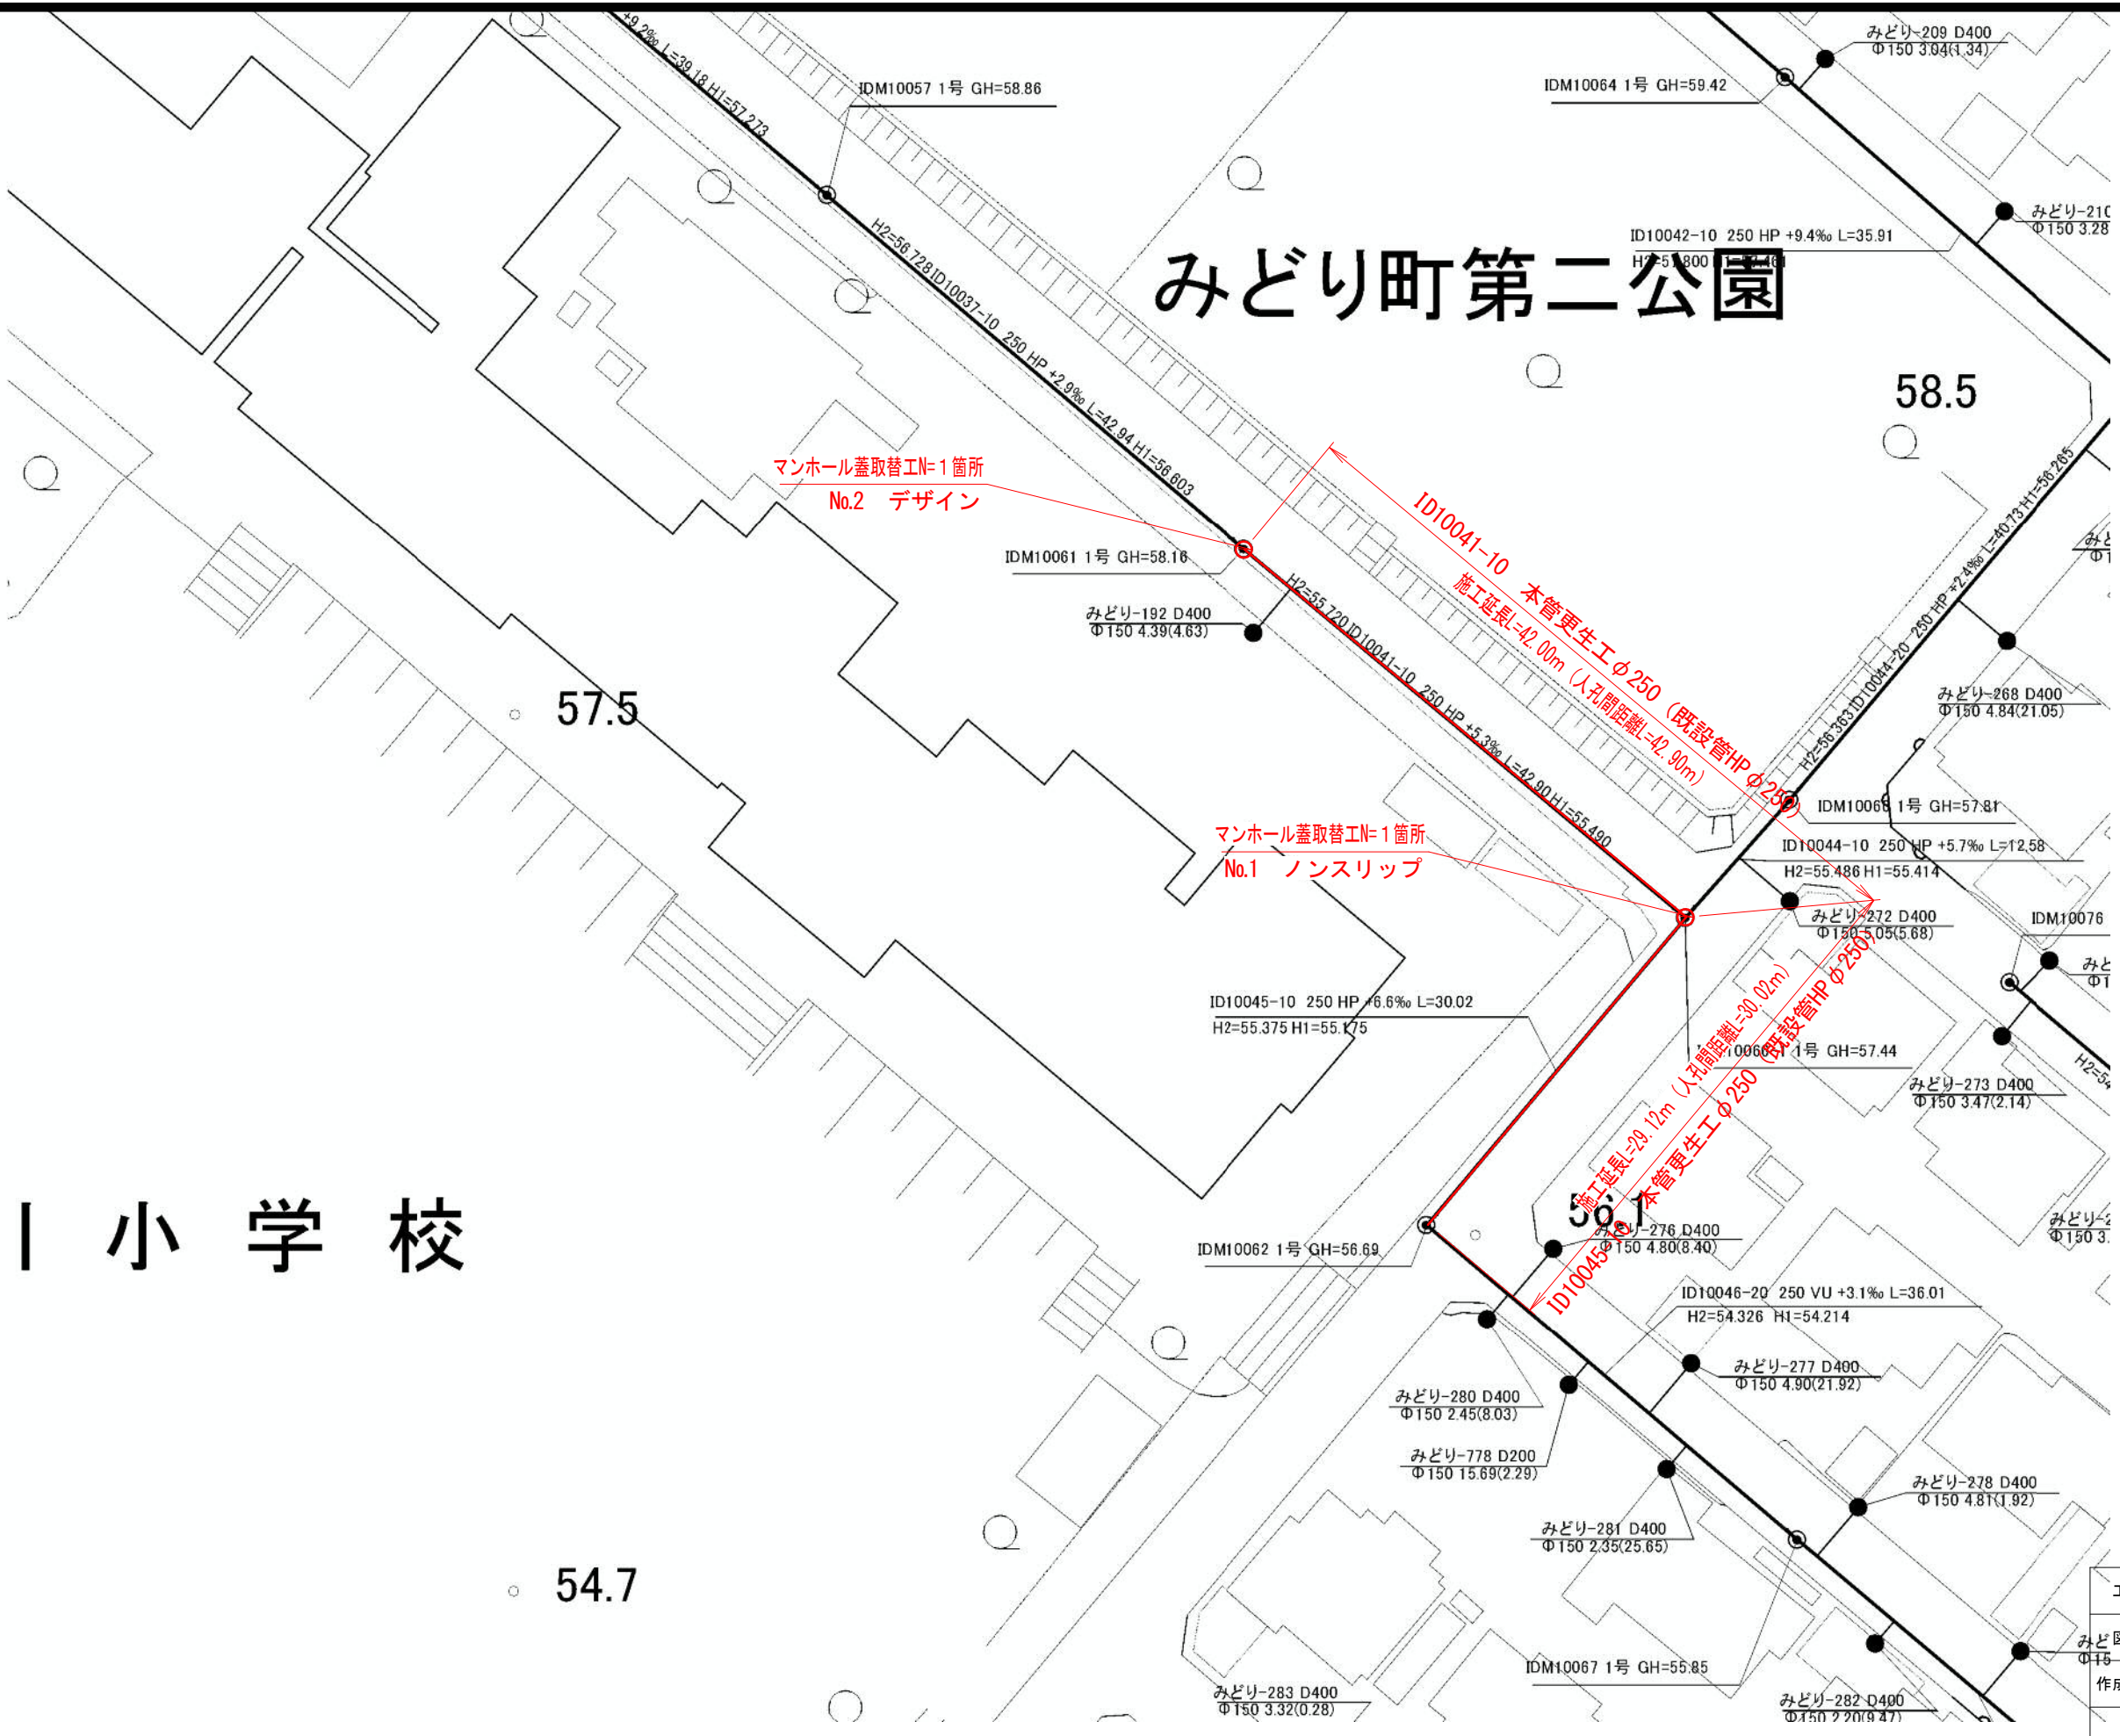 +9.2‰ L=39.18 H1=57.273
IDM10057 1号 GH=58.86
みどり-209 D400
Φ150 3.04(1.34)
IDM10064 1号 GH=59.42
みどり-210
Φ150 3.28
ID10042-10 250 HP +9.4‰ L=35.91
みどり町第二公園
58.5
H2=56.728 ID10037-10 250 HP +2.9‰ L=42.94 H1=56.603
マンホール蓋取替工N=1箇所
No.2 デザイン
IDM10061 1号 GH=58.16
みどり-192 D400
Φ150 4.39(4.63)
ID10041-10 本管更生工φ250(既設管HPφ250)
施工延長L=42.00m(人孔間距離L=42.90m)
H2=55.720 ID10041-10 250 HP +5.3‰ L=42.90 H1=55.490
H2=56.363 ID10044-20 250 HP +2.4‰ L=40.73 H1=56.265
みどり-268 D400
Φ150 4.84(21.05)
57.5
IDM10068 1号 GH=57.81
マンホール蓋取替工N=1箇所
No.1 ノンスリップ
ID10044-10 250 HP +5.7‰ L=12.58
H2=55.486 H1=55.414
みどり-272 D400
Φ150 5.05(5.68)
IDM10076
ID10045-10 250 HP +6.6‰ L=30.02
H2=55.375 H1=55.175
1号 GH=57.44
みどり-273 D400
Φ150 3.47(2.14)
H2=54
施工延長L=29.12m(人孔間距離L=30.02m)
ID10045-10 本管更生工φ250(既設管HPφ250)
小学校
56.1
みどり-276 D400
Φ150 4.80(8.40)
IDM10062 1号 GH=56.69
ID10046-20 250 VU +3.1‰ L=36.01
H2=54.326 H1=54.214
みどり-277 D400
Φ150 4.90(21.92)
みどり-280 D400
Φ150 2.45(8.03)
みどり-778 D200
Φ150 15.69(2.29)
みどり-278 D400
Φ150 4.81(1.92)
みどり-281 D400
Φ150 2.35(25.65)
54.7
IDM10067 1号 GH=55.85
みどり-283 D400
Φ150 3.32(0.28)
みどり-282 D400
Φ150 2.20(9.47)